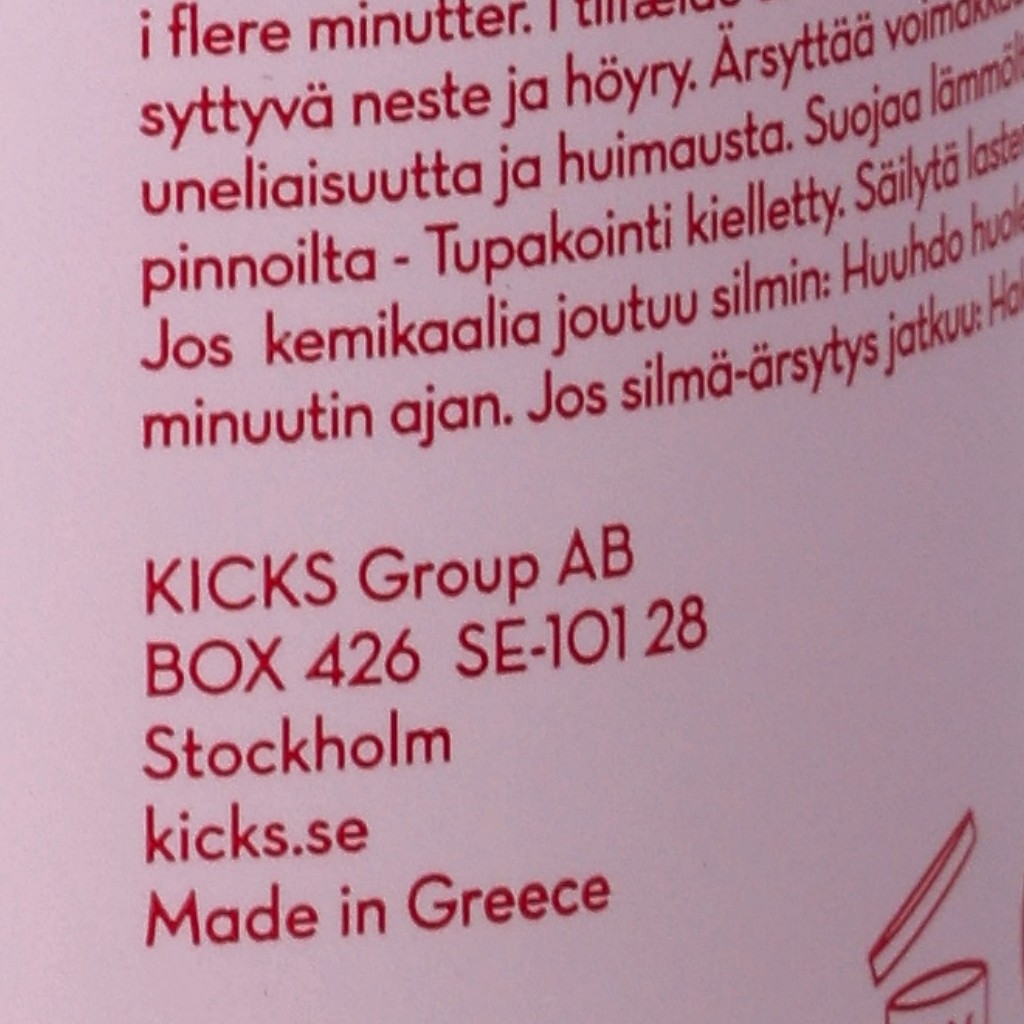 i flere minutter. I
syttyvä neste ja höyry. Ärsyttää
uneliaisuutta ja huimausta. Suojaa
pinnoilta - Tupakointi kielletty. Säilytä
Jos kemikaalia joutuu silmin: Huuhdo
minuutin ajan. Jos silmä-ärsytys jatkuu:
KICKS Group AB
BOX 426 SE-101 28
Stockholm
kicks.se
Made in Greece